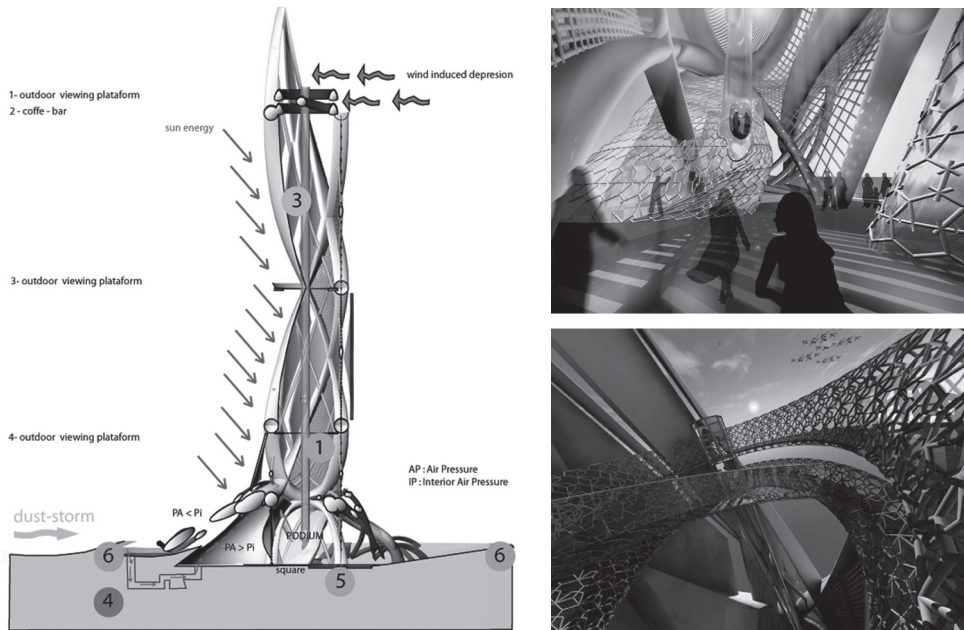 wind induced depresion
1- outdoor viewing plataform
2 - coffe - bar
sun energy
3
3- outdoor viewing plataform
4- outdoor viewing plataform
1
AP : Air Pressure
IP : Interior Air Pressure
PA < Pi
dust-storm
PODIUM
PA > Pi
6
6
square
5
4